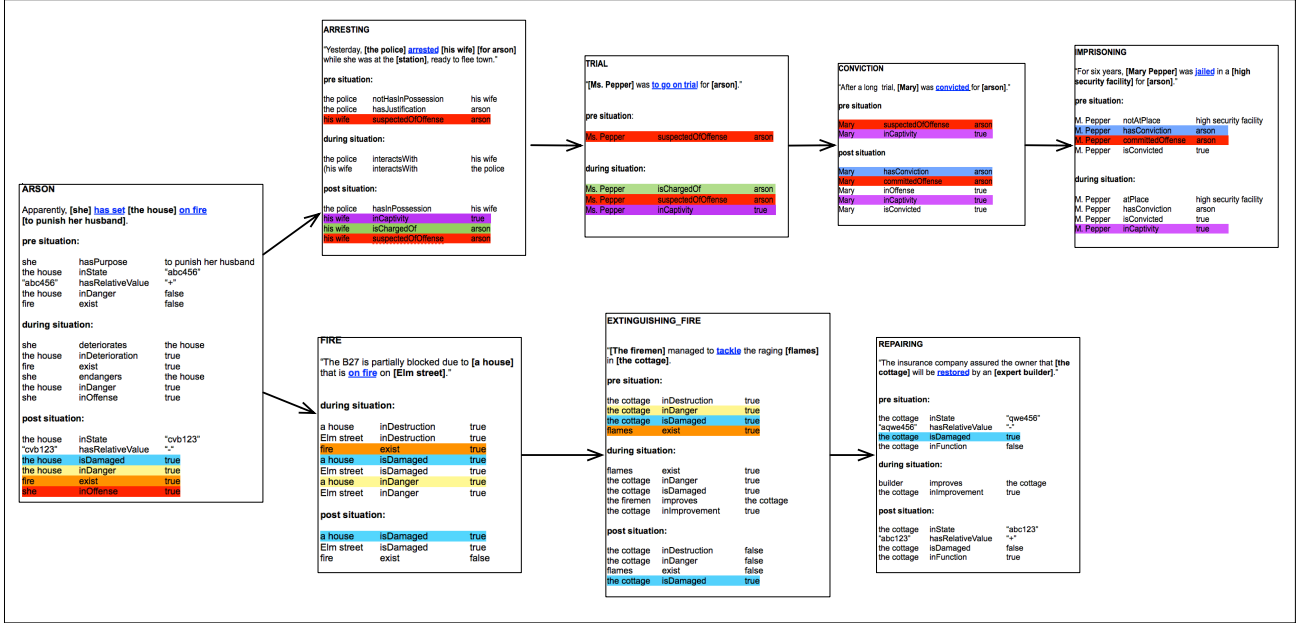 ARSON
Apparently, [she] has set [the house] on fire
[to punish her husband].
pre situation:
she hasPurpose to punish her husband
the house inState "abc456"
"abc456" hasRelativeValue "+"
the house inDanger false
fire exist false
during situation:
she deteriorates the house
the house inDeterioration true
fire exist true
she endangers the house
the house inDanger true
she inOffense true
post situation:
the house inState "cvb123"
"cvb123" hasRelativeValue "-"
the house isDamaged true
the house inDanger true
fire exist true
she inOffense true
ARRESTING
"Yesterday, [the police] arrested [his wife] [for arson]
while she was at the [station], ready to flee town."
pre situation:
the police notHasInPossession his wife
the police hasJustification arson
his wife suspectedOfOffense arson
during situation:
the police interactsWith his wife
(his wife interactsWith the police
post situation:
the police hasInPossession his wife
his wife inCaptivity true
his wife isChargedOf arson
his wife suspectedOfOffense arson
TRIAL
"[Ms. Pepper] was to go on trial for [arson]."
pre situation:
Ms. Pepper suspectedOfOffense arson
during situation:
Ms. Pepper isChargedOf arson
Ms. Pepper suspectedOfOffense arson
Ms. Pepper inCaptivity true
CONVICTION
"After a long trial, [Mary] was convicted for [arson]."
pre situation
Mary suspectedOfOffense arson
Mary inCaptivity true
post situation
Mary hasConviction arson
Mary committedOffense arson
Mary inOffense true
Mary inCaptivity true
Mary isConvicted true
IMPRISONING
"For six years, [Mary Pepper] was jailed in a [high
security facility] for [arson]."
pre situation:
M. Pepper notAtPlace high security facility
M. Pepper hasConviction arson
M. Pepper committedOffense arson
M. Pepper isConvicted true
during situation:
M. Pepper atPlace high security facility
M. Pepper hasConviction arson
M. Pepper isConvicted true
M. Pepper inCaptivity true
FIRE
"The B27 is partially blocked due to [a house]
that is on fire on [Elm street]."
during situation:
a house inDestruction true
Elm street inDestruction true
fire exist true
a house isDamaged true
Elm street isDamaged true
a house inDanger true
Elm street inDanger true
post situation:
a house isDamaged true
Elm street isDamaged true
fire exist false
EXTINGUISHING_FIRE
"[The firemen] managed to tackle the raging [flames]
in [the cottage].
pre situation:
the cottage inDestruction true
the cottage inDanger true
the cottage isDamaged true
flames exist true
during situation:
flames exist true
the cottage inDanger true
the cottage isDamaged true
the firemen improves the cottage
the cottage inImprovement true
post situation:
the cottage inDestruction false
the cottage inDanger false
flames exist false
the cottage isDamaged true
REPAIRING
"The insurance company assured the owner that [the
cottage] will be restored by an [expert builder]."
pre situation:
the cottage inState "qwe456"
"aqwe456" hasRelativeValue "-"
the cottage isDamaged true
the cottage inFunction false
during situation:
builder improves the cottage
the cottage inImprovement true
post situation:
the cottage inState "abc123"
"abc123" hasRelativeValue "+"
the cottage isDamaged false
the cottage inFunction true